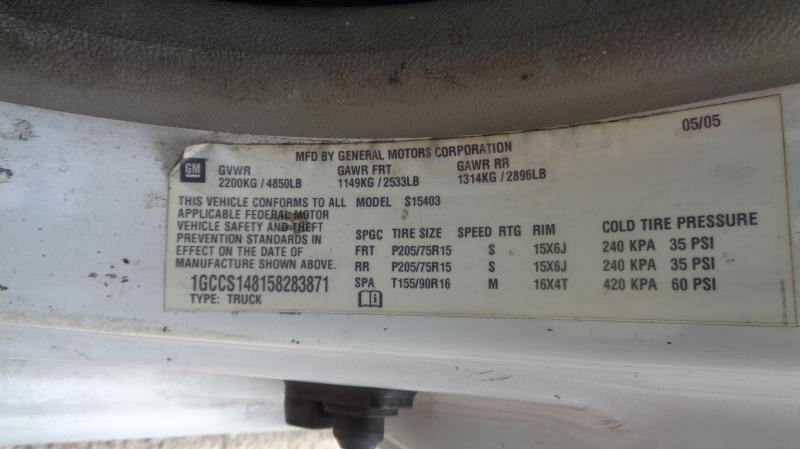 05/05
MFD BY GENERAL MOTORS CORPORATION
GM
GVWR GAWR FRT GAWR RR
2200KG / 4850LB 1149KG / 2533LB 1314KG / 2896LB
THIS VEHICLE CONFORMS TO ALL
APPLICABLE FEDERAL MOTOR
VEHICLE SAFETY AND THEFT
PREVENTION STANDARDS IN
EFFECT ON THE DATE OF
MANUFACTURE SHOWN ABOVE.
1GCCS148158283871
TYPE: TRUCK
MODEL S15403
SPGC TIRE SIZE SPEED RTG RIM COLD TIRE PRESSURE
FRT P205/75R15 S 15X6J 240 KPA 35 PSI
RR P205/75R15 S 15X6J 240 KPA 35 PSI
SPA T155/90R16 M 16X4T 420 KPA 60 PSI